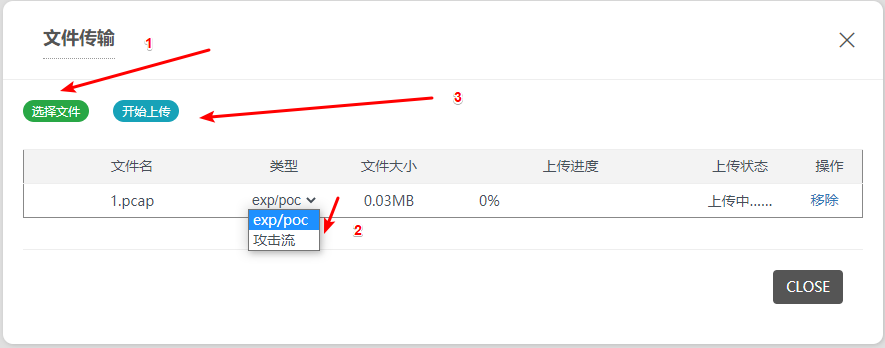 文件传输
1
3
选择文件 开始上传
文件名 类型 文件大小 上传进度 上传状态 操作
1.pcap exp/poc 0.03MB 0% 上传中...... 移除
exp/poc
攻击流
2
CLOSE